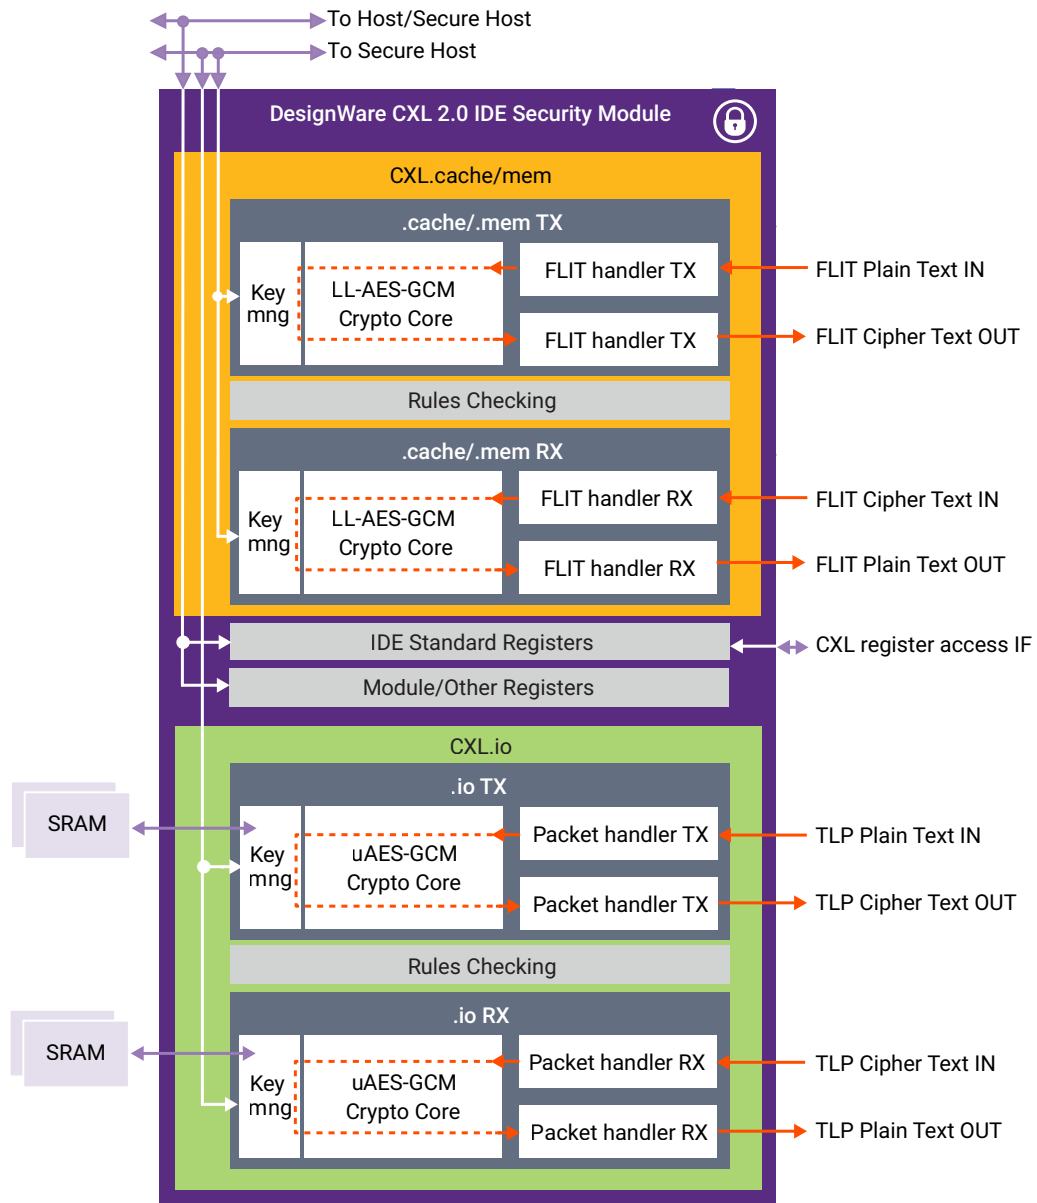 To Host/Secure Host
To Secure Host
DesignWare CXL 2.0 IDE Security Module
CXL.cache/mem
.cache/.mem TX
Key
mng
LL-AES-GCM
Crypto Core
FLIT handler TX
FLIT handler TX
FLIT Plain Text IN
FLIT Cipher Text OUT
Rules Checking
.cache/.mem RX
Key
mng
LL-AES-GCM
Crypto Core
FLIT handler RX
FLIT handler RX
FLIT Cipher Text IN
FLIT Plain Text OUT
IDE Standard Registers
CXL register access IF
Module/Other Registers
CXL.io
.io TX
SRAM
Key
mng
uAES-GCM
Crypto Core
Packet handler TX
Packet handler TX
TLP Plain Text IN
TLP Cipher Text OUT
Rules Checking
.io RX
SRAM
Key
mng
uAES-GCM
Crypto Core
Packet handler RX
Packet handler RX
TLP Cipher Text IN
TLP Plain Text OUT